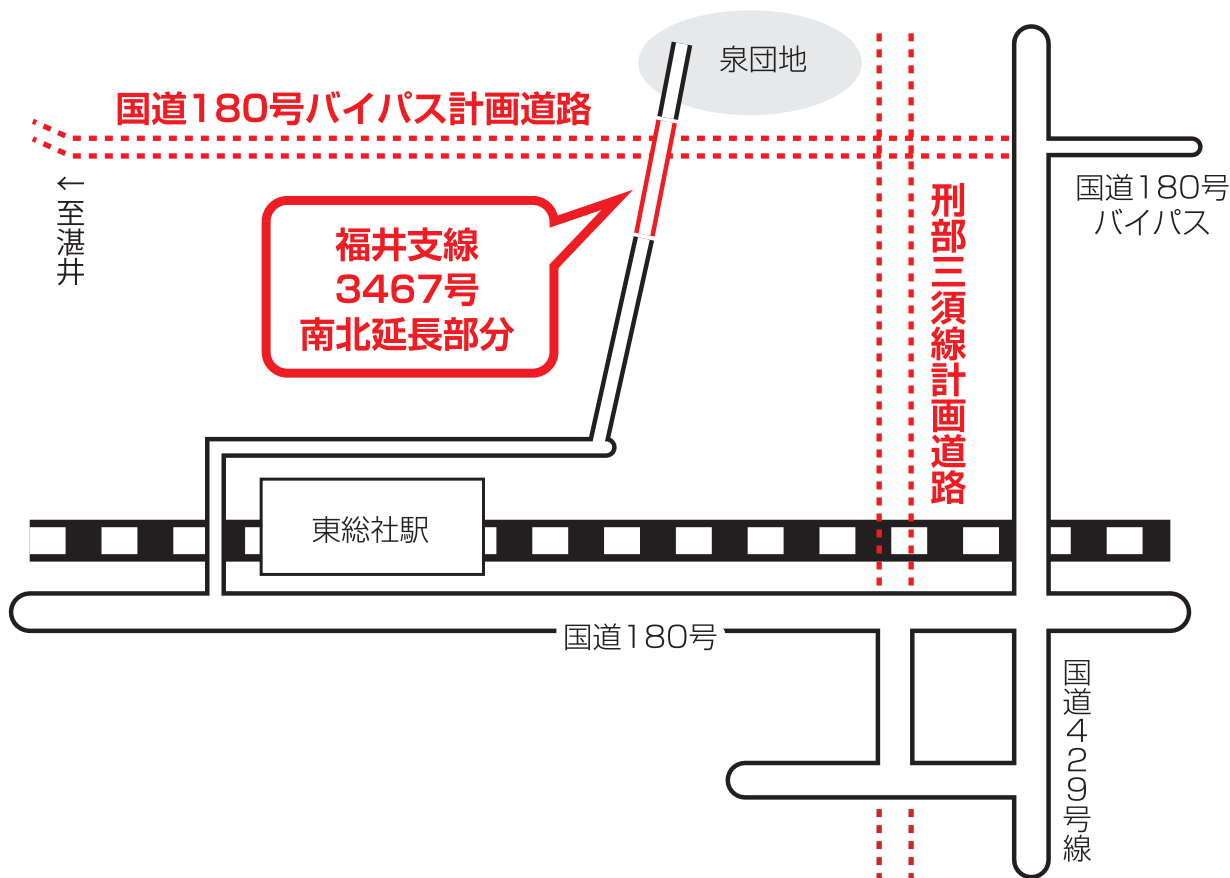 泉団地
国道180号バイパス計画道路
国道180号
バイパス
←至湛井
刑部三須線計画道路
福井支線
3467号
南北延長部分
東総社駅
国道180号
国道429号線